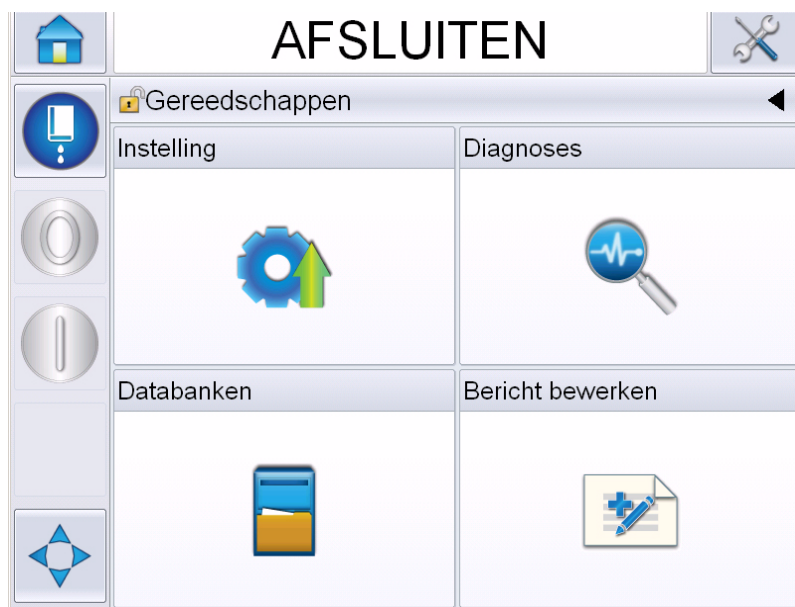 AFSLUITEN
Gereedschappen
Instelling
Diagnoses
Databanken
Bericht bewerken